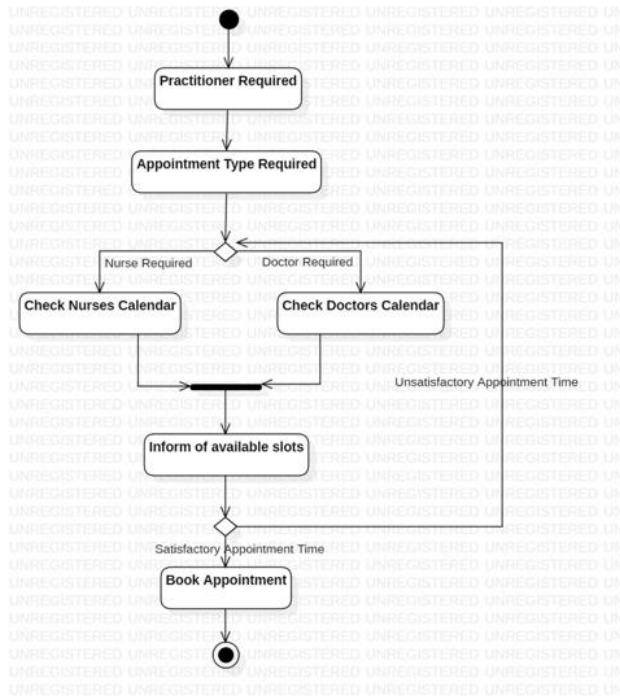 Practitioner Required
Appointment Type Required
Nurse Required
Doctor Required
Check Nurses Calendar
Check Doctors Calendar
Unsatisfactory Appointment Time
Inform of available slots
Satisfactory Appointment Time
Book Appointment
UNREGISTERED